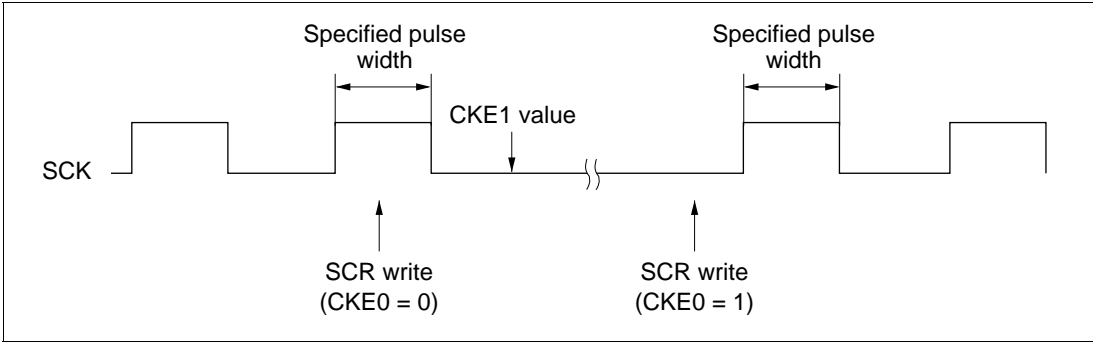 Specified pulse
width
Specified pulse
width
CKE1 value
SCK
SCR write
(CKE0 = 0)
SCR write
(CKE0 = 1)